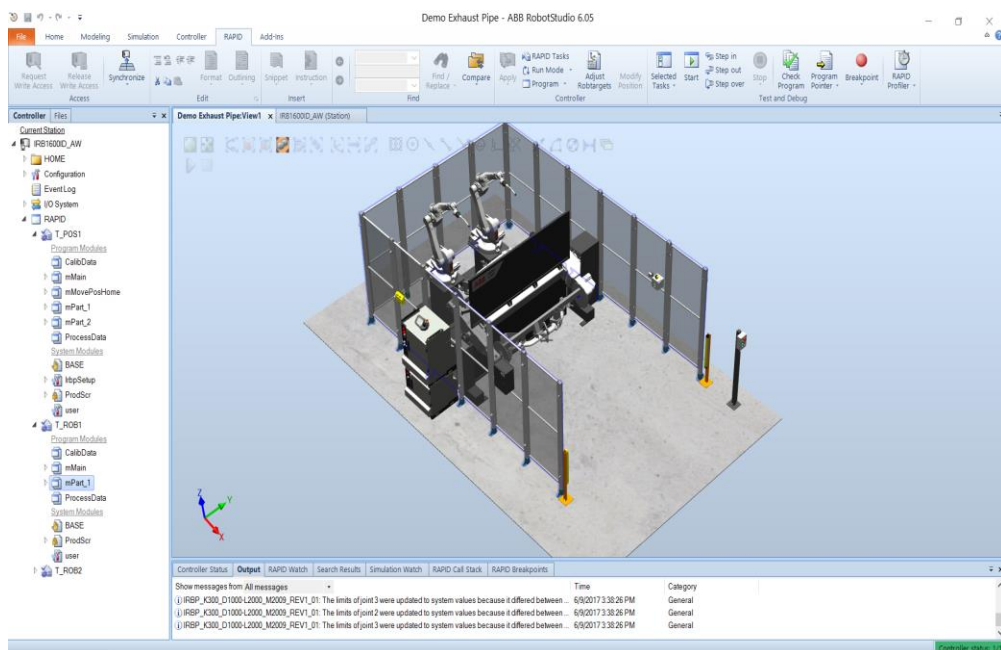 Demo Exhaust Pipe - ABB RobotStudio 6.05
File Home Modeling Simulation Controller RAPID Add-Ins
Request Write Access
Release Write Access
Synchronize
Format
Outlining
Snippet
Instruction
Find / Replace
Compare
Apply
RAPID Tasks
Run Mode
Program
Adjust Robtargets
Modify Position
Selected Tasks
Start
Step in
Step out
Step over
Stop
Check Program
Program Pointer
Breakpoint
RAPID Profiler
Access Edit Insert Find Controller Test and Debug
Controller Files
Demo Exhaust Pipe:View1 x IRB1600ID_AW (Station)
Current Station
IRB1600ID_AW
HOME
Configuration
EventLog
I/O System
RAPID
T_POS1
Program Modules
CalibData
mMain
mMovePosHome
mPart_1
mPart_2
ProcessData
System Modules
BASE
IrbpSetup
ProdScr
user
T_ROB1
Program Modules
CalibData
mMain
mPart_1
ProcessData
System Modules
BASE
ProdScr
user
T_ROB2
Z
Y
X
Controller Status Output RAPID Watch Search Results Simulation Watch RAPID Call Stack RAPID Breakpoints
Show messages from: All messages Time Category
IRBP_K300_D1000-L2000_M2009_REV1_01: The limits of joint 3 were updated to system values because it differed between ... 6/9/2017 3:38:26 PM General
IRBP_K300_D1000-L2000_M2009_REV1_01: The limits of joint 2 were updated to system values because it differed between ... 6/9/2017 3:38:26 PM General
IRBP_K300_D1000-L2000_M2009_REV1_01: The limits of joint 3 were updated to system values because it differed between ... 6/9/2017 3:38:26 PM General
Controller status: